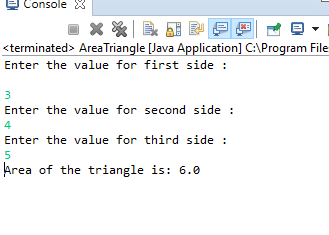 Console
<terminated> AreaTriangle [Java Application] C:\Program Files
Enter the value for first side :
3
Enter the value for second side :
4
Enter the value for third side :
5
Area of the triangle is: 6.0